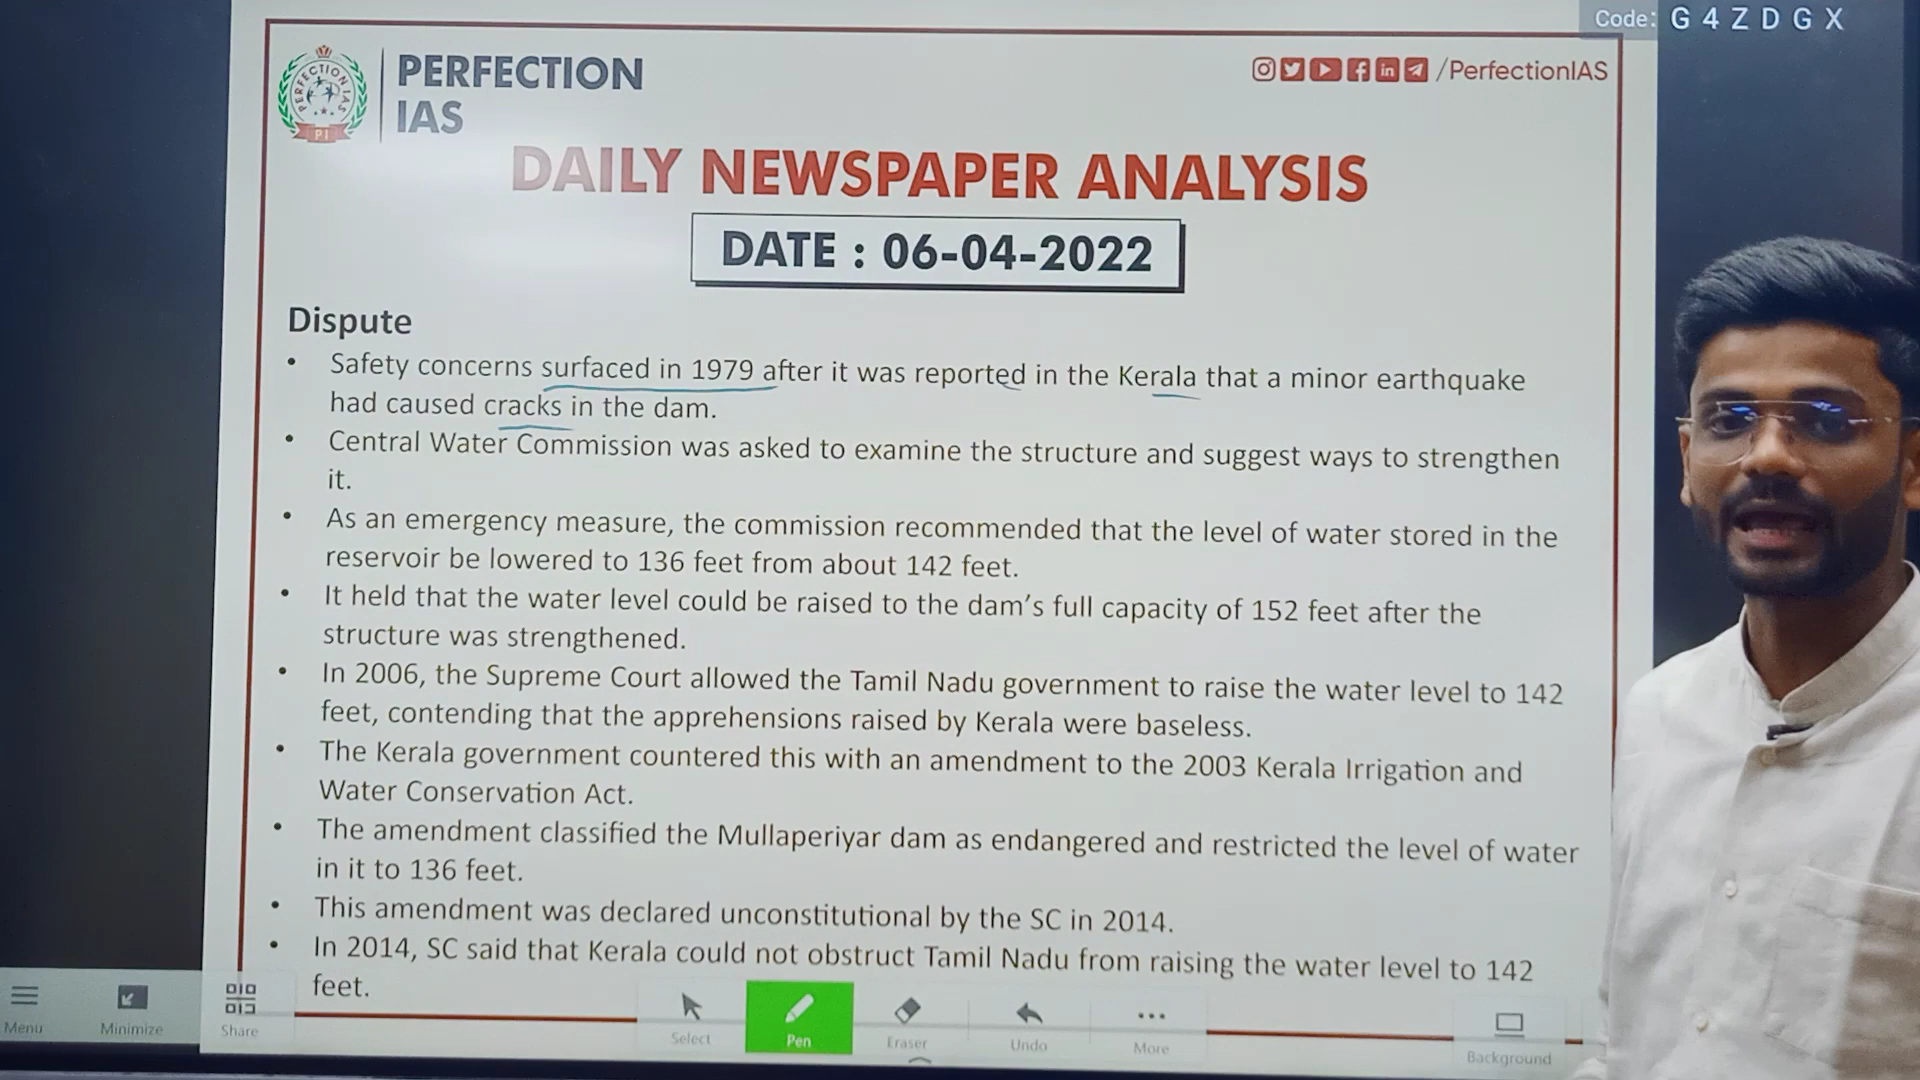 Code: G 4 Z D G X
PERFECTION IAS
PI
PERFECTION
IAS
/PerfectionIAS
DAILY NEWSPAPER ANALYSIS
DATE : 06-04-2022
Dispute
• Safety concerns surfaced in 1979 after it was reported in the Kerala that a minor earthquake
had caused cracks in the dam.
• Central Water Commission was asked to examine the structure and suggest ways to strengthen
it.
• As an emergency measure, the commission recommended that the level of water stored in the
reservoir be lowered to 136 feet from about 142 feet.
• It held that the water level could be raised to the dam's full capacity of 152 feet after the
structure was strengthened.
• In 2006, the Supreme Court allowed the Tamil Nadu government to raise the water level to 142
feet, contending that the apprehensions raised by Kerala were baseless.
• The Kerala government countered this with an amendment to the 2003 Kerala Irrigation and
Water Conservation Act.
• The amendment classified the Mullaperiyar dam as endangered and restricted the level of water
in it to 136 feet.
• This amendment was declared unconstitutional by the SC in 2014.
• In 2014, SC said that Kerala could not obstruct Tamil Nadu from raising the water level to 142
feet.
Menu
Minimize
Share
Select
Pen
Eraser
Undo
More
Background